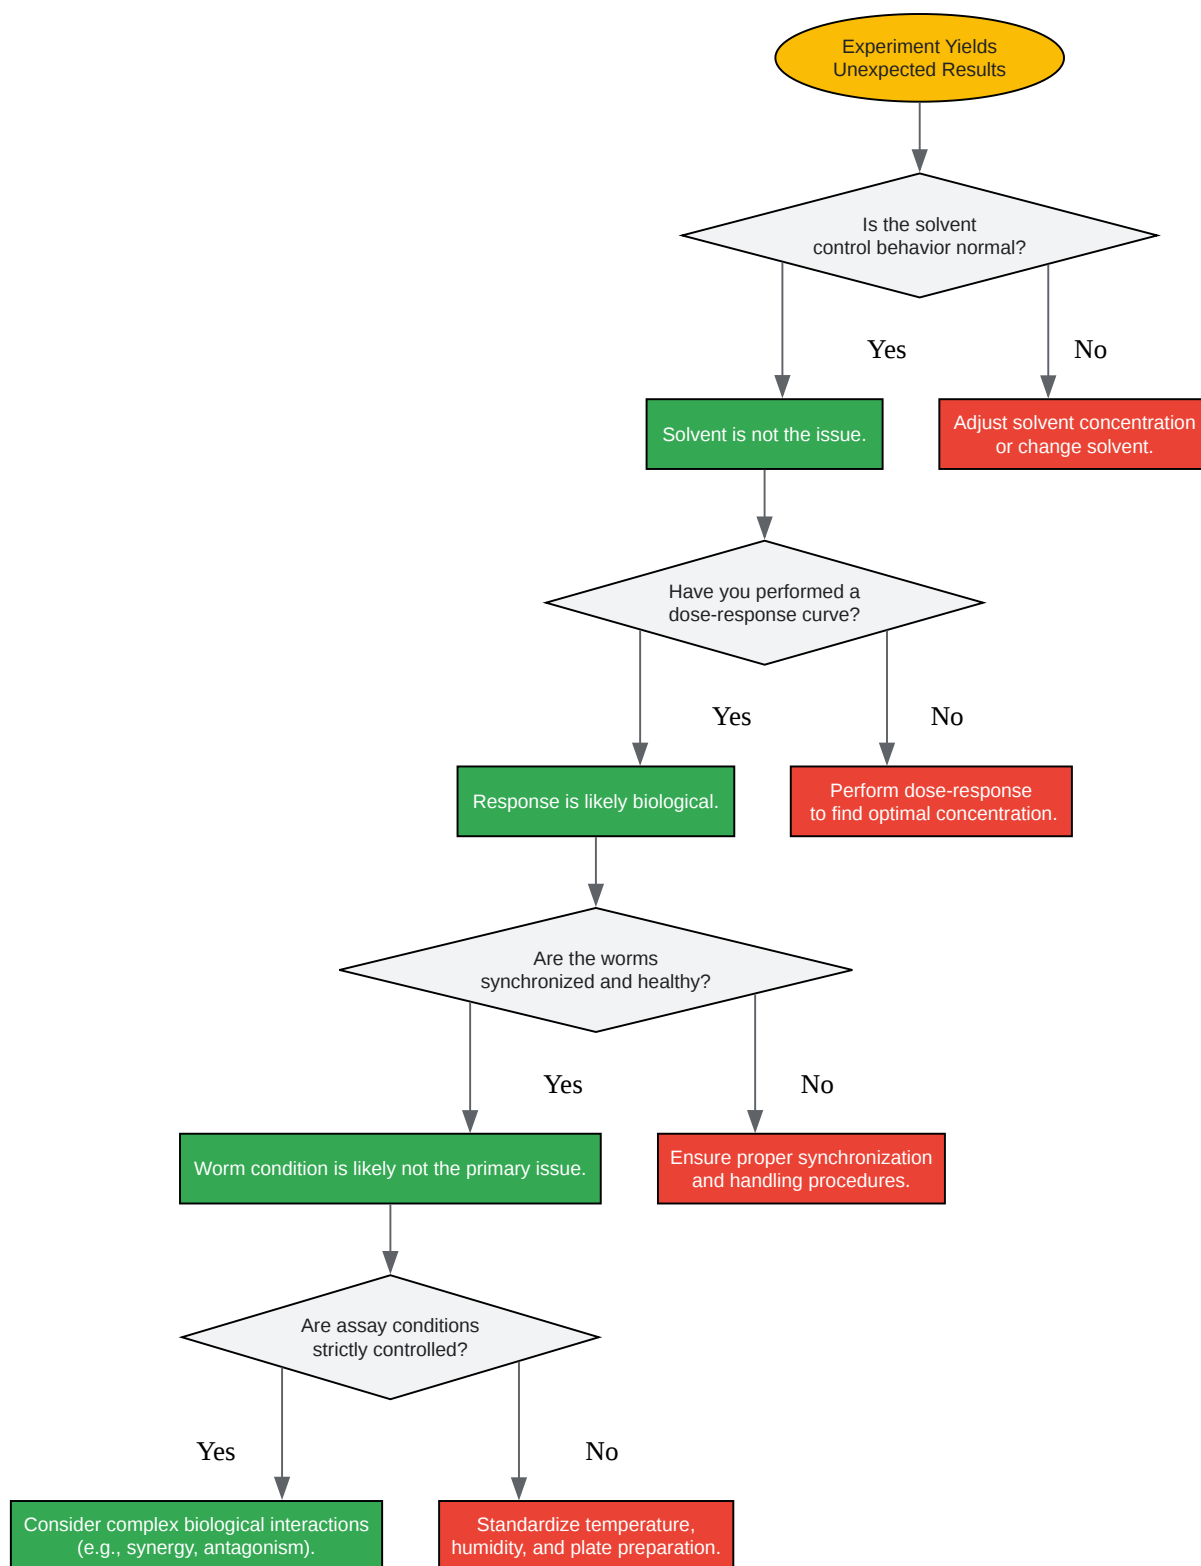 Experiment Yields
Unexpected Results
Is the solvent
control behavior normal?
Yes
No
Solvent is not the issue.
Adjust solvent concentration
or change solvent.
Have you performed a
dose-response curve?
Yes
No
Response is likely biological.
Perform dose-response
to find optimal concentration.
Are the worms
synchronized and healthy?
Yes
No
Worm condition is likely not the primary issue.
Ensure proper synchronization
and handling procedures.
Are assay conditions
strictly controlled?
Yes
No
Consider complex biological interactions
(e.g., synergy, antagonism).
Standardize temperature,
humidity, and plate preparation.